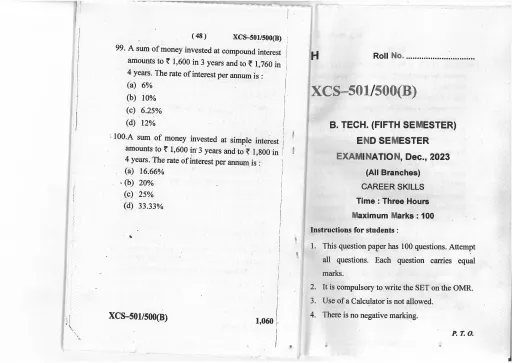 ( 48 ) XCS–501/500(B)
99. A sum of money invested at compound interest
amounts to ₹ 1,600 in 3 years and to ₹ 1,760 in
4 years. The rate of interest per annum is :
(a) 6%
(b) 10%
(c) 6.25%
(d) 12%
100.A sum of money invested at simple interest
amounts to ₹ 1,600 in 3 years and to ₹ 1,800 in
4 years. The rate of interest per annum is :
(a) 16.66%
(b) 20%
(c) 25%
(d) 33.33%
XCS–501/500(B) 1,060
H Roll No. ..............................
XCS–501/500(B)
B. TECH. (FIFTH SEMESTER)
END SEMESTER
EXAMINATION, Dec., 2023
(All Branches)
CAREER SKILLS
Time : Three Hours
Maximum Marks : 100
Instructions for students :
1. This question paper has 100 questions. Attempt
all questions. Each question carries equal
marks.
2. It is compulsory to write the SET on the OMR.
3. Use of a Calculator is not allowed.
4. There is no negative marking.
P. T. O.